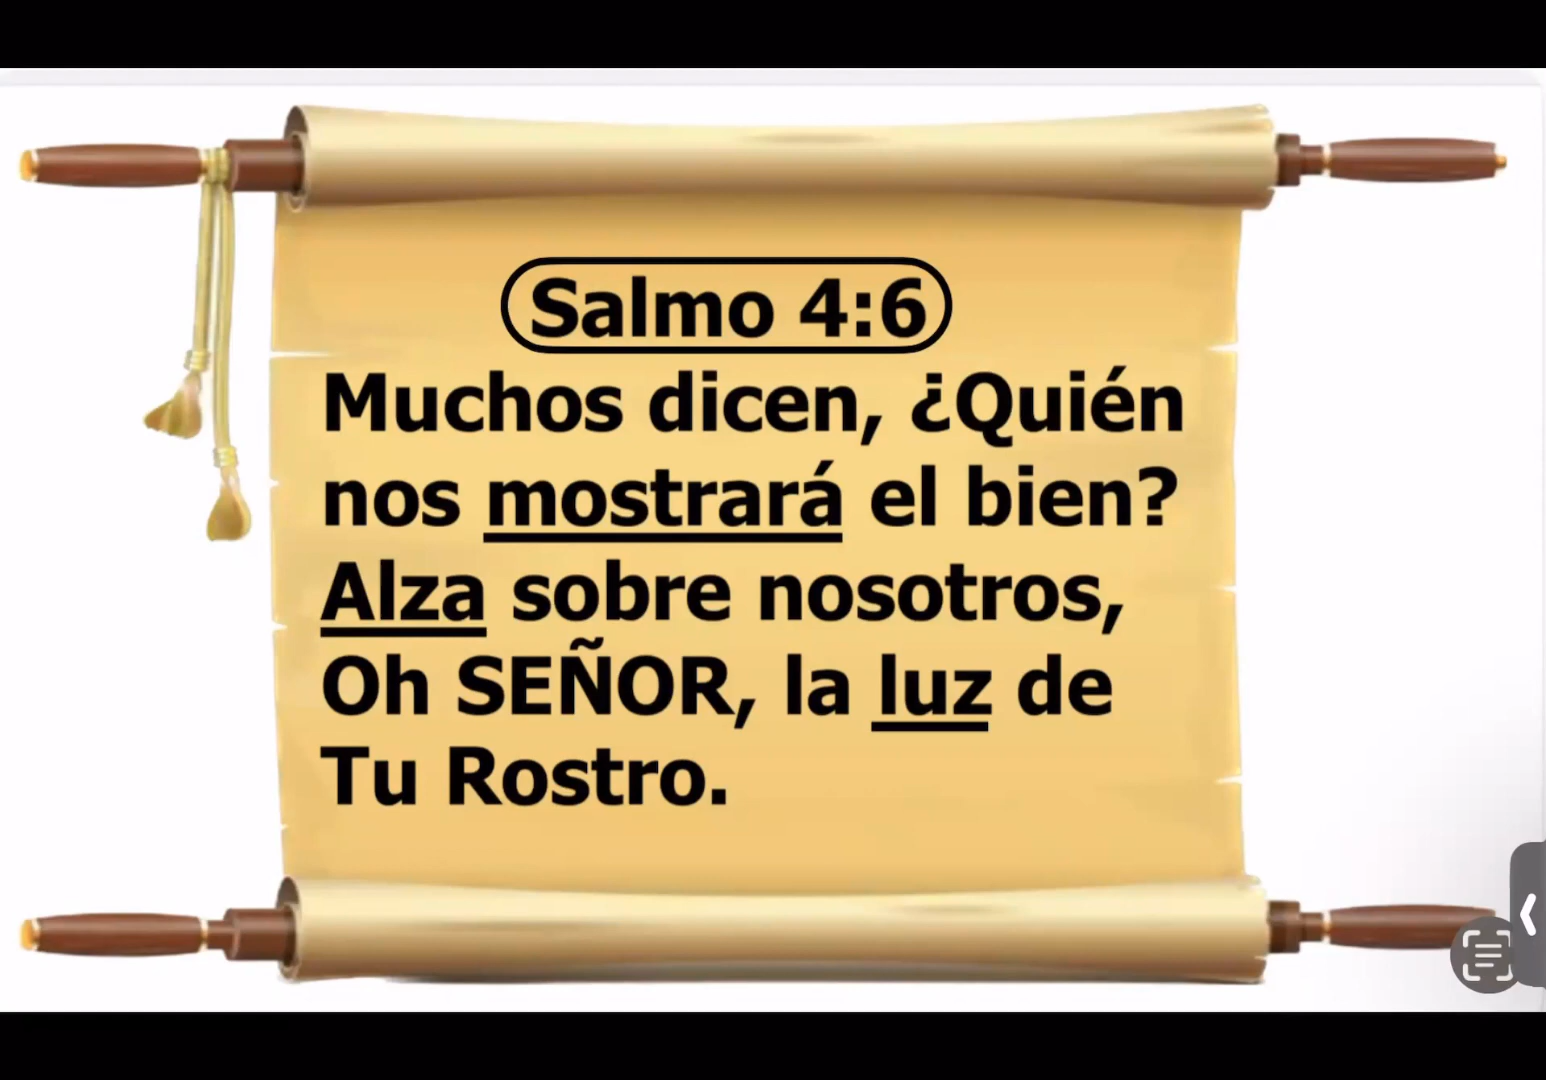 Salmo 4:6
Muchos dicen, ¿Quién
nos mostrará el bien?
Alza sobre nosotros,
Oh SEÑOR, la luz de
Tu Rostro.